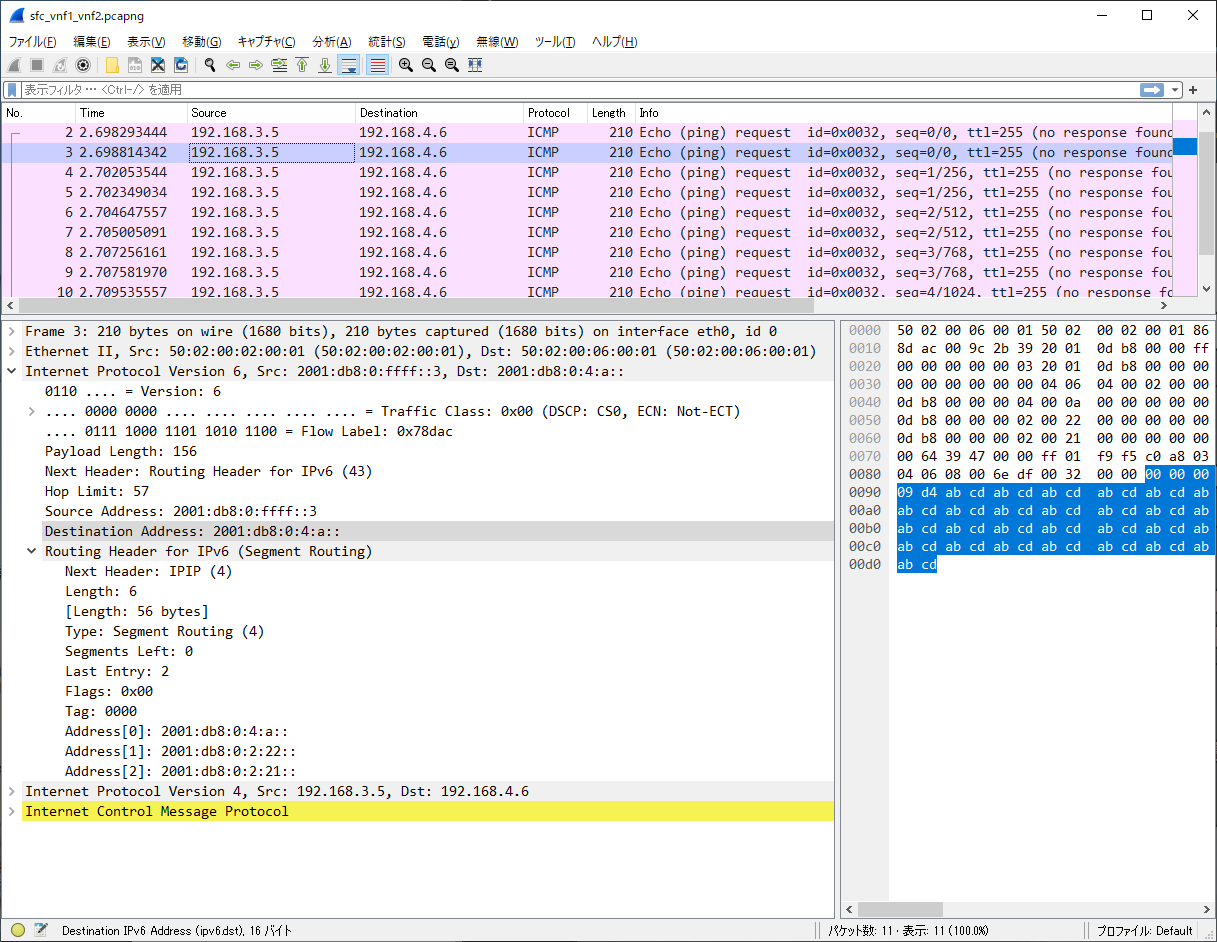 sfc_vnf1_vnf2.pcapng
ファイル(F) 編集(E) 表示(V) 移動(G) キャプチャ(C) 分析(A) 統計(S) 電話(y) 無線(W) ツール(T) ヘルプ(H)
表示フィルタ … <Ctrl-/> を適用
No. Time Source Destination Protocol Length Info
2 2.698293444 192.168.3.5 192.168.4.6 ICMP 210 Echo (ping) request id=0x0032, seq=0/0, ttl=255 (no response found
3 2.698814342 192.168.3.5 192.168.4.6 ICMP 210 Echo (ping) request id=0x0032, seq=0/0, ttl=255 (no response found
4 2.702053544 192.168.3.5 192.168.4.6 ICMP 210 Echo (ping) request id=0x0032, seq=1/256, ttl=255 (no response fou
5 2.702349034 192.168.3.5 192.168.4.6 ICMP 210 Echo (ping) request id=0x0032, seq=1/256, ttl=255 (no response fou
6 2.704647557 192.168.3.5 192.168.4.6 ICMP 210 Echo (ping) request id=0x0032, seq=2/512, ttl=255 (no response fou
7 2.705005091 192.168.3.5 192.168.4.6 ICMP 210 Echo (ping) request id=0x0032, seq=2/512, ttl=255 (no response fou
8 2.707256161 192.168.3.5 192.168.4.6 ICMP 210 Echo (ping) request id=0x0032, seq=3/768, ttl=255 (no response fou
9 2.707581970 192.168.3.5 192.168.4.6 ICMP 210 Echo (ping) request id=0x0032, seq=3/768, ttl=255 (no response fou
10 2.709535557 192.168.3.5 192.168.4.6 ICMP 210 Echo (ping) request id=0x0032, seq=4/1024, ttl=255 (no response fo
Frame 3: 210 bytes on wire (1680 bits), 210 bytes captured (1680 bits) on interface eth0, id 0
Ethernet II, Src: 50:02:00:02:00:01 (50:02:00:02:00:01), Dst: 50:02:00:06:00:01 (50:02:00:06:00:01)
Internet Protocol Version 6, Src: 2001:db8:0:ffff::3, Dst: 2001:db8:0:4:a::
0110 .... = Version: 6
.... 0000 0000 .... .... .... .... .... = Traffic Class: 0x00 (DSCP: CS0, ECN: Not-ECT)
.... 0111 1000 1101 1010 1100 = Flow Label: 0x78dac
Payload Length: 156
Next Header: Routing Header for IPv6 (43)
Hop Limit: 57
Source Address: 2001:db8:0:ffff::3
Destination Address: 2001:db8:0:4:a::
Routing Header for IPv6 (Segment Routing)
Next Header: IPIP (4)
Length: 6
[Length: 56 bytes]
Type: Segment Routing (4)
Segments Left: 0
Last Entry: 2
Flags: 0x00
Tag: 0000
Address[0]: 2001:db8:0:4:a::
Address[1]: 2001:db8:0:2:22::
Address[2]: 2001:db8:0:2:21::
Internet Protocol Version 4, Src: 192.168.3.5, Dst: 192.168.4.6
Internet Control Message Protocol
0000 50 02 00 06 00 01 50 02 00 02 00 01 86
0010 8d ac 00 9c 2b 39 20 01 0d b8 00 00 ff
0020 00 00 00 00 00 03 20 01 0d b8 00 00 00
0030 00 00 00 00 00 00 04 06 04 00 02 00 00
0040 0d b8 00 00 00 04 00 0a 00 00 00 00 00
0050 0d b8 00 00 00 02 00 22 00 00 00 00 00
0060 0d b8 00 00 00 02 00 21 00 00 00 00 00
0070 00 64 39 47 00 00 ff 01 f9 f5 c0 a8 03
0080 04 06 08 00 6e df 00 32 00 00 00 00 00
0090 09 d4 ab cd ab cd ab cd ab cd ab cd ab
00a0 ab cd ab cd ab cd ab cd ab cd ab cd ab
00b0 ab cd ab cd ab cd ab cd ab cd ab cd ab
00c0 ab cd ab cd ab cd ab cd ab cd ab cd ab
00d0 ab cd
Destination IPv6 Address (ipv6.dst), 16 バイト パケット数: 11 · 表示: 11 (100.0%) プロファイル: Default